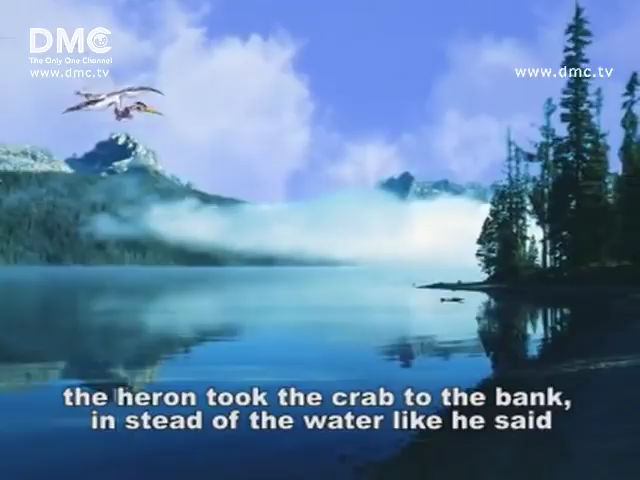 DMC
The Only One Channel
www.dmc.tv
www.dmc.tv
the heron took the crab to the bank,
in stead of the water like he said